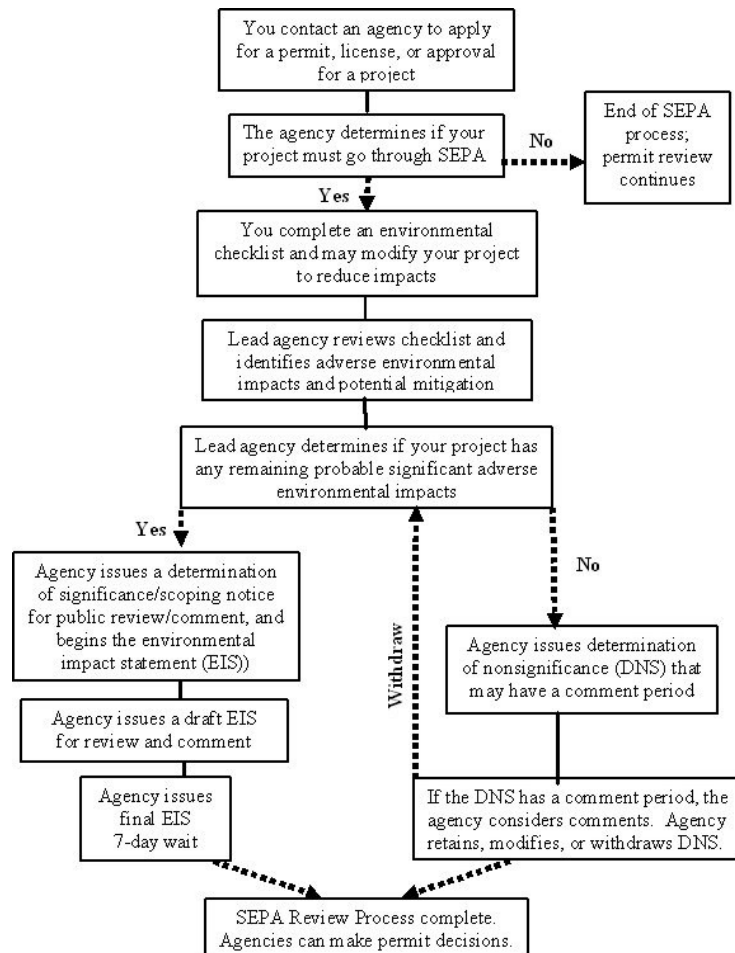 You contact an agency to apply
for a permit, license, or approval
for a project
The agency determines if your
project must go through SEPA
No
End of SEPA
process;
permit review
continues
Yes
You complete an environmental
checklist and may modify your project
to reduce impacts
Lead agency reviews checklist and
identifies adverse environmental
impacts and potential mitigation
Lead agency determines if your project has
any remaining probable significant adverse
environmental impacts
Yes
Agency issues a determination
of significance/scoping notice
for public review/comment, and
begins the environmental
impact statement (EIS))
Agency issues a draft EIS
for review and comment
Agency issues
final EIS
7-day wait
Withdraw
No
Agency issues determination
of nonsignificance (DNS) that
may have a comment period
If the DNS has a comment period, the
agency considers comments. Agency
retains, modifies, or withdraws DNS.
SEPA Review Process complete.
Agencies can make permit decisions.